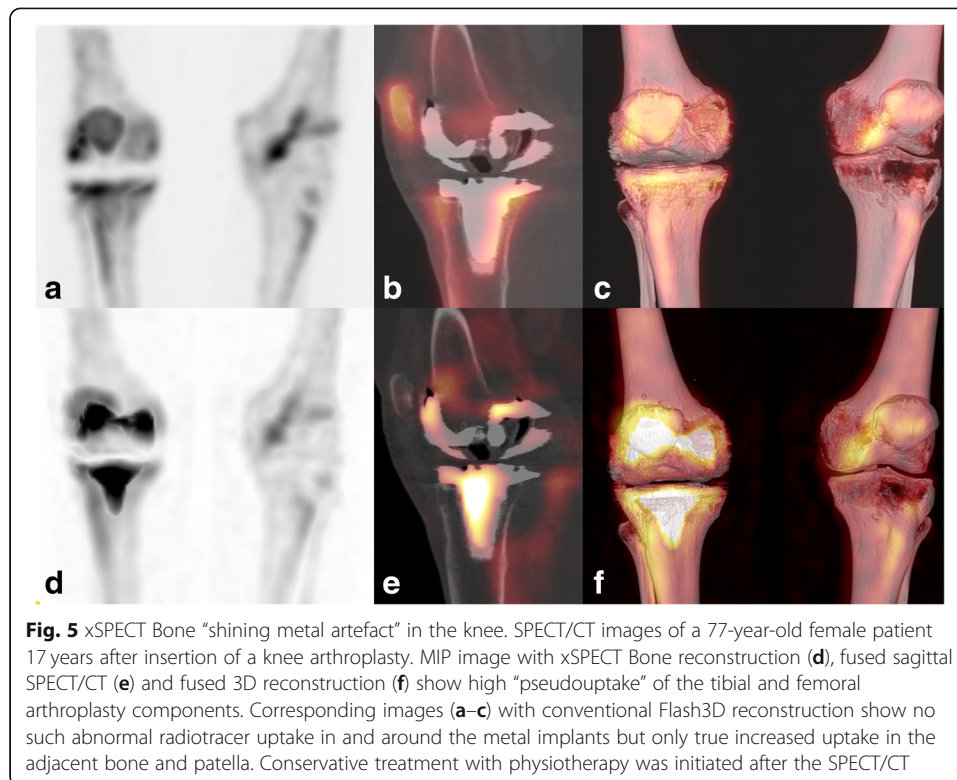 a
b
c
d
e
f
Fig. 5 xSPECT Bone “shining metal artefact” in the knee. SPECT/CT images of a 77-year-old female patient
17 years after insertion of a knee arthroplasty. MIP image with xSPECT Bone reconstruction (d), fused sagittal
SPECT/CT (e) and fused 3D reconstruction (f) show high “pseudouptake” of the tibial and femoral
arthroplasty components. Corresponding images (a–c) with conventional Flash3D reconstruction show no
such abnormal radiotracer uptake in and around the metal implants but only true increased uptake in the
adjacent bone and patella. Conservative treatment with physiotherapy was initiated after the SPECT/CT